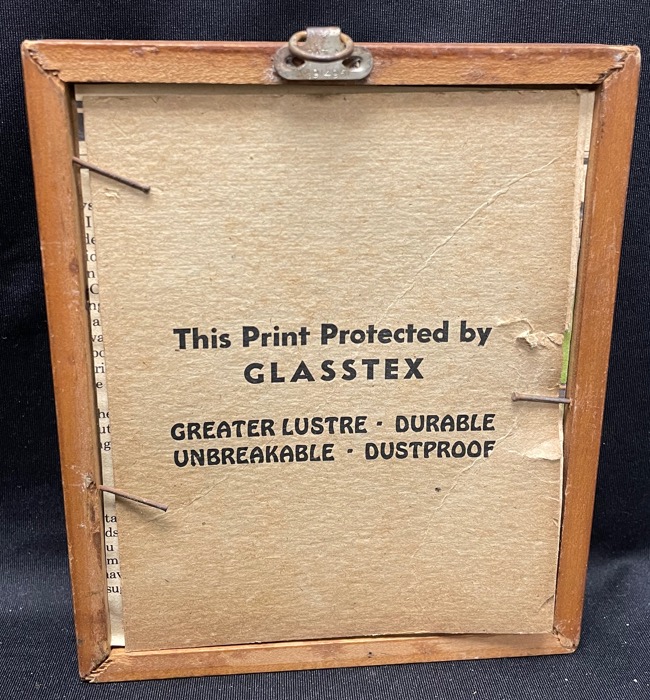 This Print Protected by
GLASSTEX
GREATER LUSTRE · DURABLE
UNBREAKABLE · DUSTPROOF